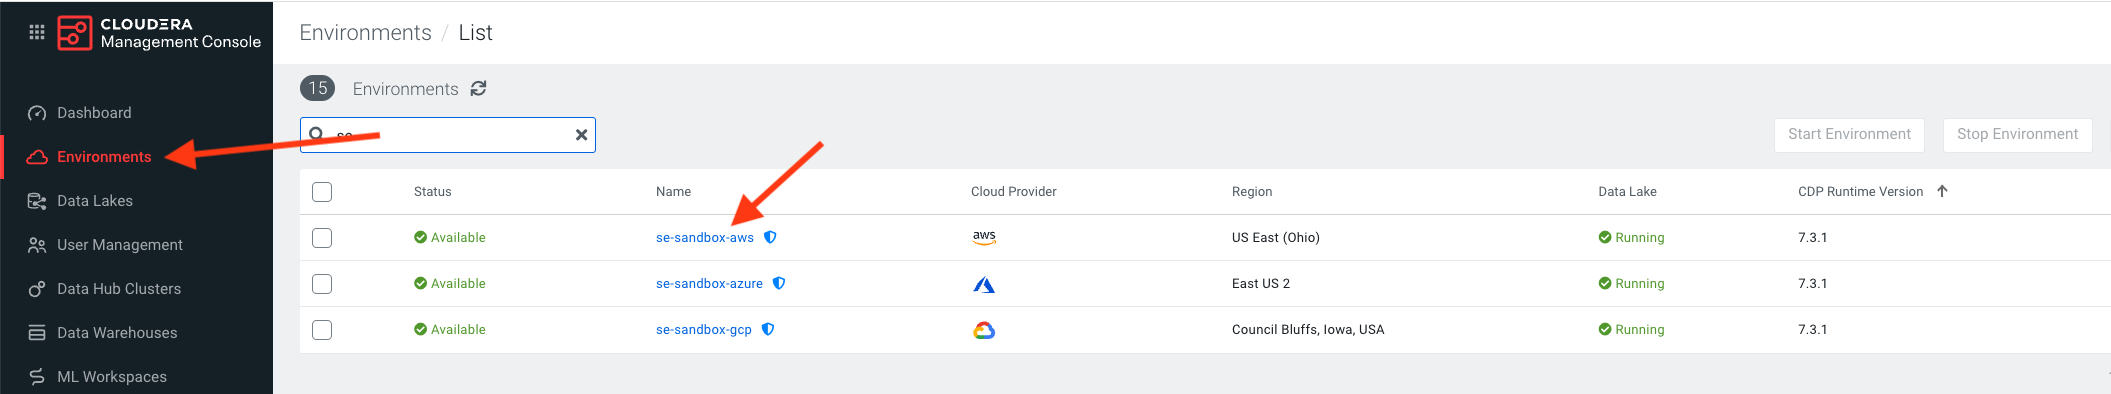 CLOUDERA
Management Console
Dashboard
Environments
Data Lakes
User Management
Data Hub Clusters
Data Warehouses
ML Workspaces
Environments / List
15 Environments
Start Environment Stop Environment
Status Name Cloud Provider Region Data Lake CDP Runtime Version
Available se-sandbox-aws aws US East (Ohio) Running 7.3.1
Available se-sandbox-azure East US 2 Running 7.3.1
Available se-sandbox-gcp Council Bluffs, Iowa, USA Running 7.3.1